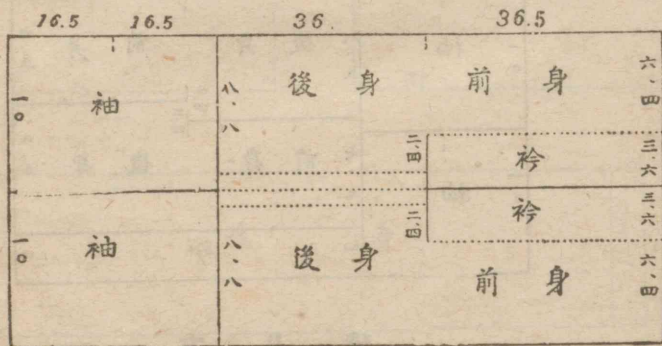 16.5 16.5 36. 36.5
一〇 袖 八.八 後身 前身 六.四
二.四 衿 三.六
二.四 衿 三.六
一〇 袖 八.八 後身 前身 六.四